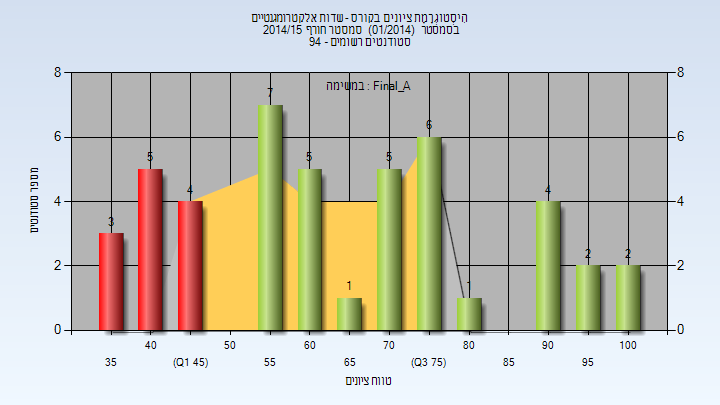 היסטוגרמת ציונים בקורס - שדות אלקטרומגנטיים
בסמסטר (01/2014) סמסטר חורף 2014/15
סטודנטים רשומים - 94
במשימה : Final_A
מספר סטודנטים
8 8
6 6
4 4
2 2
0 0
3 5 4 7 5 1 5 6 1 4 2 2
40 50 60 70 80 90 100
35 (Q1 45) 55 65 (Q3 75) 85 95
טווח ציונים